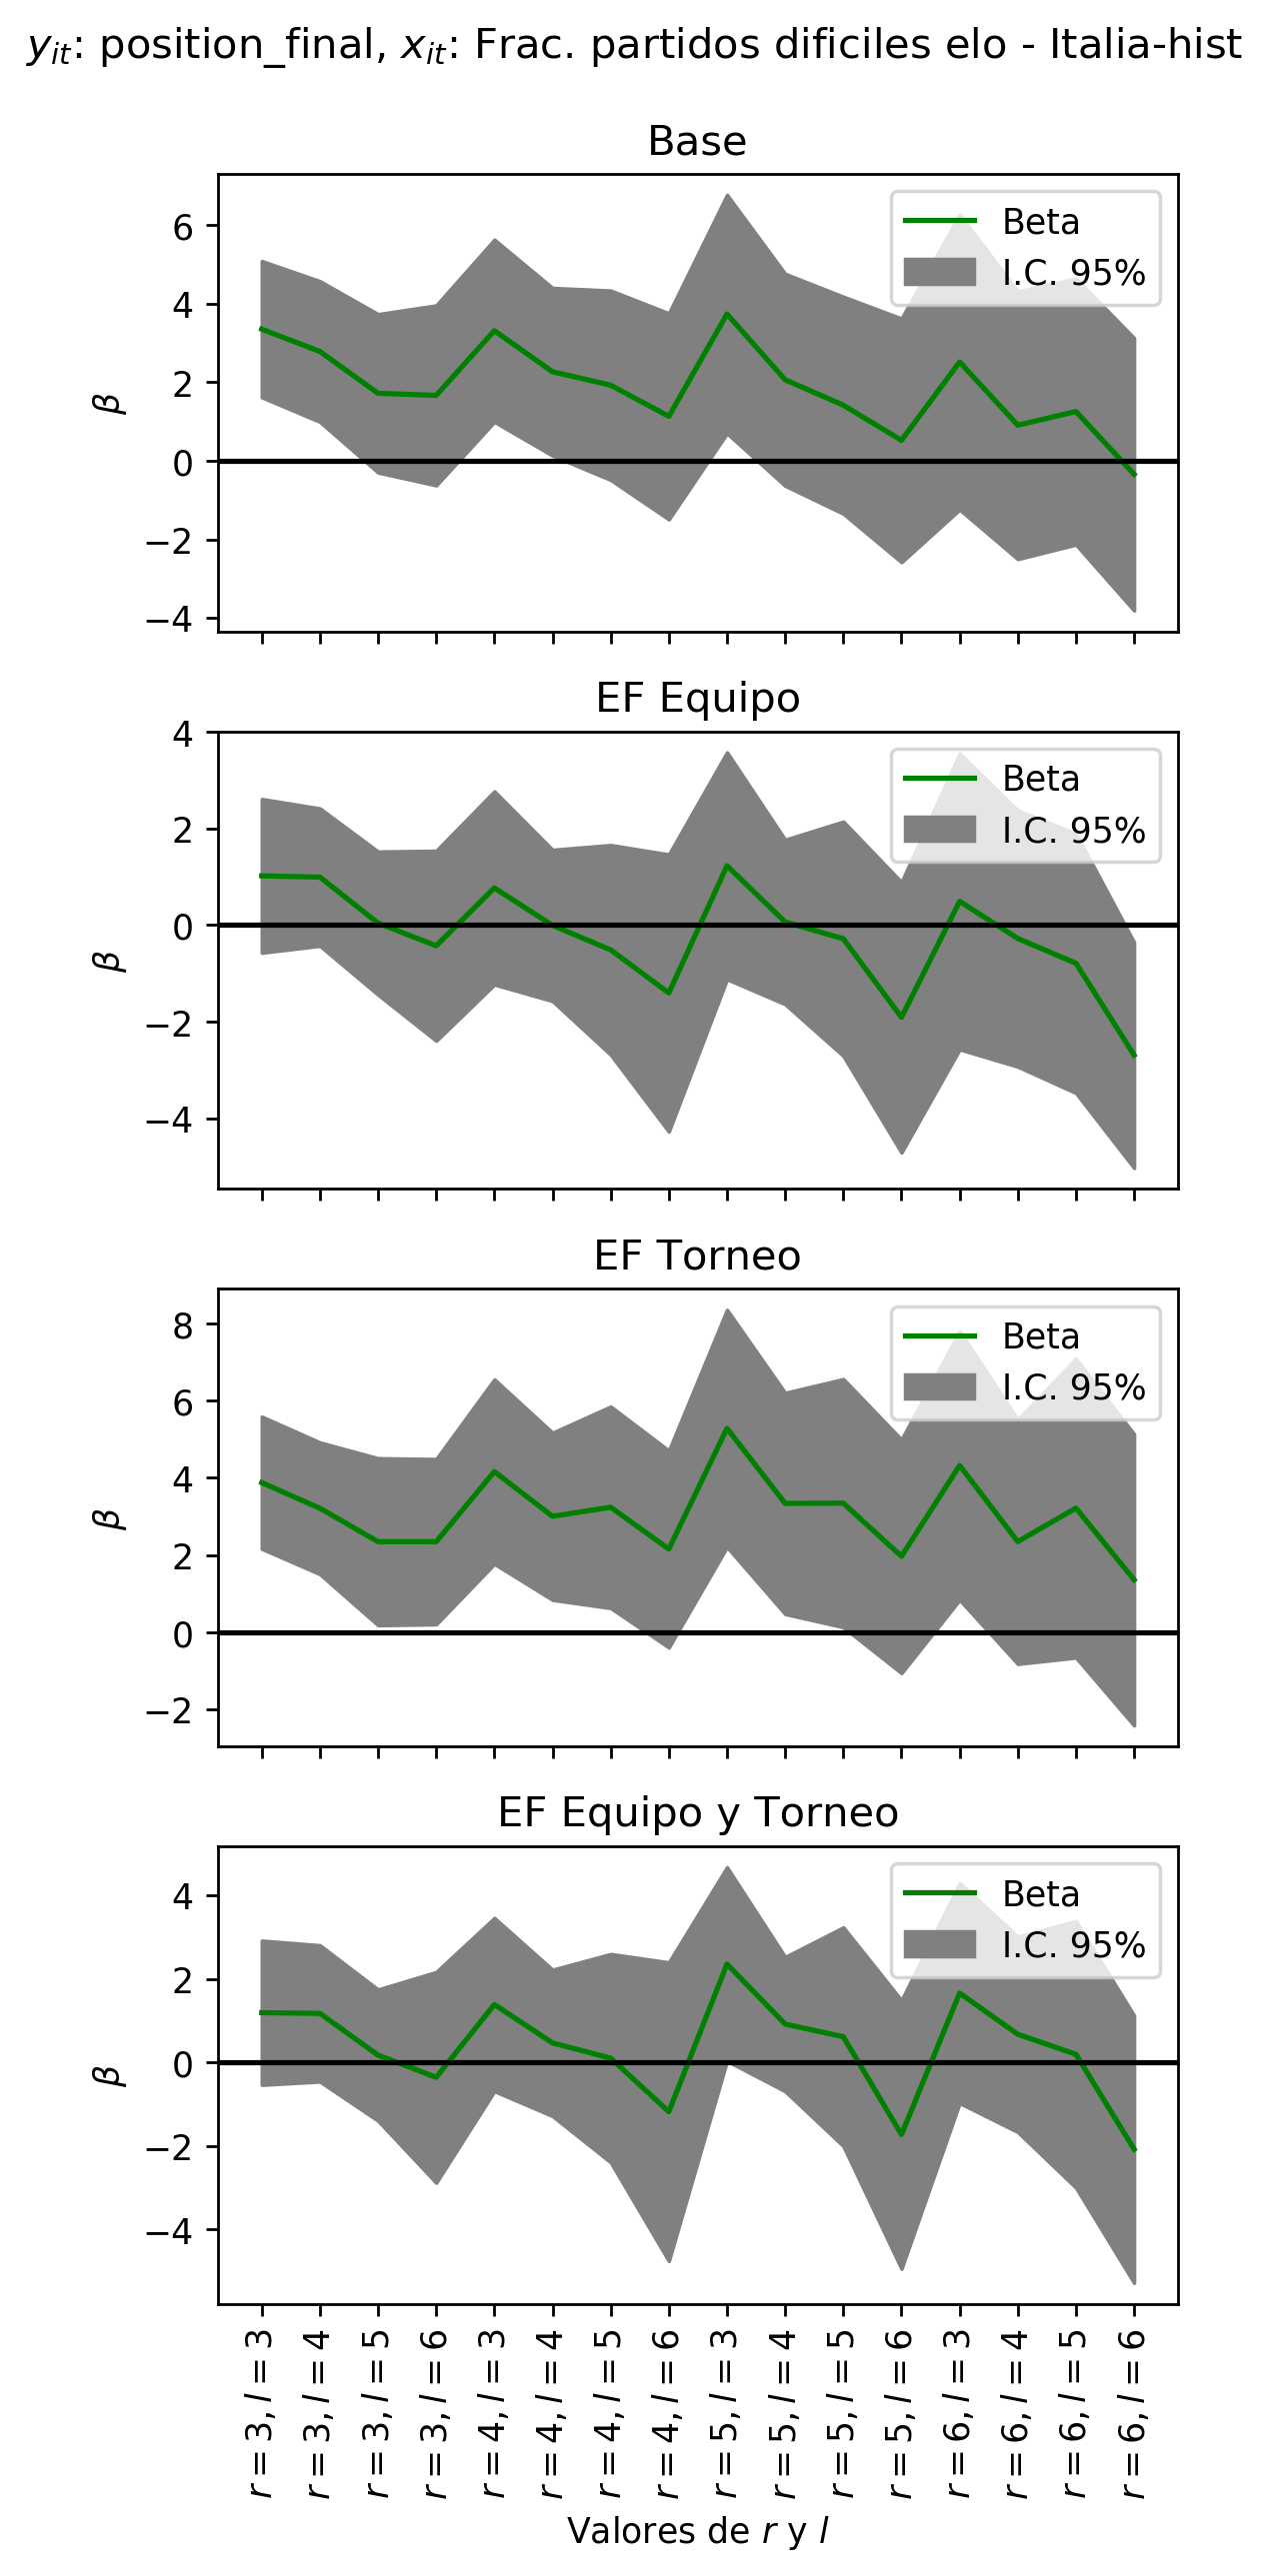 y_it: position_final, x_it: Frac. partidos dificiles elo - Italia-hist
Base
6
4
2
0
−2
−4
β
Beta
I.C. 95%
EF Equipo
4
2
0
−2
−4
β
Beta
I.C. 95%
EF Torneo
8
6
4
2
0
−2
β
Beta
I.C. 95%
EF Equipo y Torneo
4
2
0
−2
−4
β
Beta
I.C. 95%
r = 3, l = 3
r = 3, l = 4
r = 3, l = 5
r = 3, l = 6
r = 4, l = 3
r = 4, l = 4
r = 4, l = 5
r = 4, l = 6
r = 5, l = 3
r = 5, l = 4
r = 5, l = 5
r = 5, l = 6
r = 6, l = 3
r = 6, l = 4
r = 6, l = 5
r = 6, l = 6
Valores de r y l